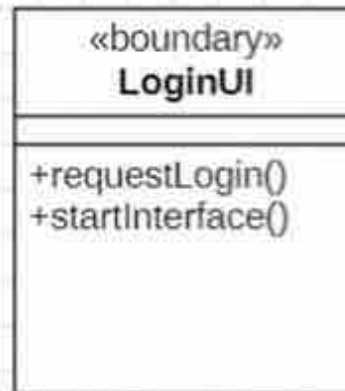 «boundary»
LoginUI
+requestLogin()
+startInterface()